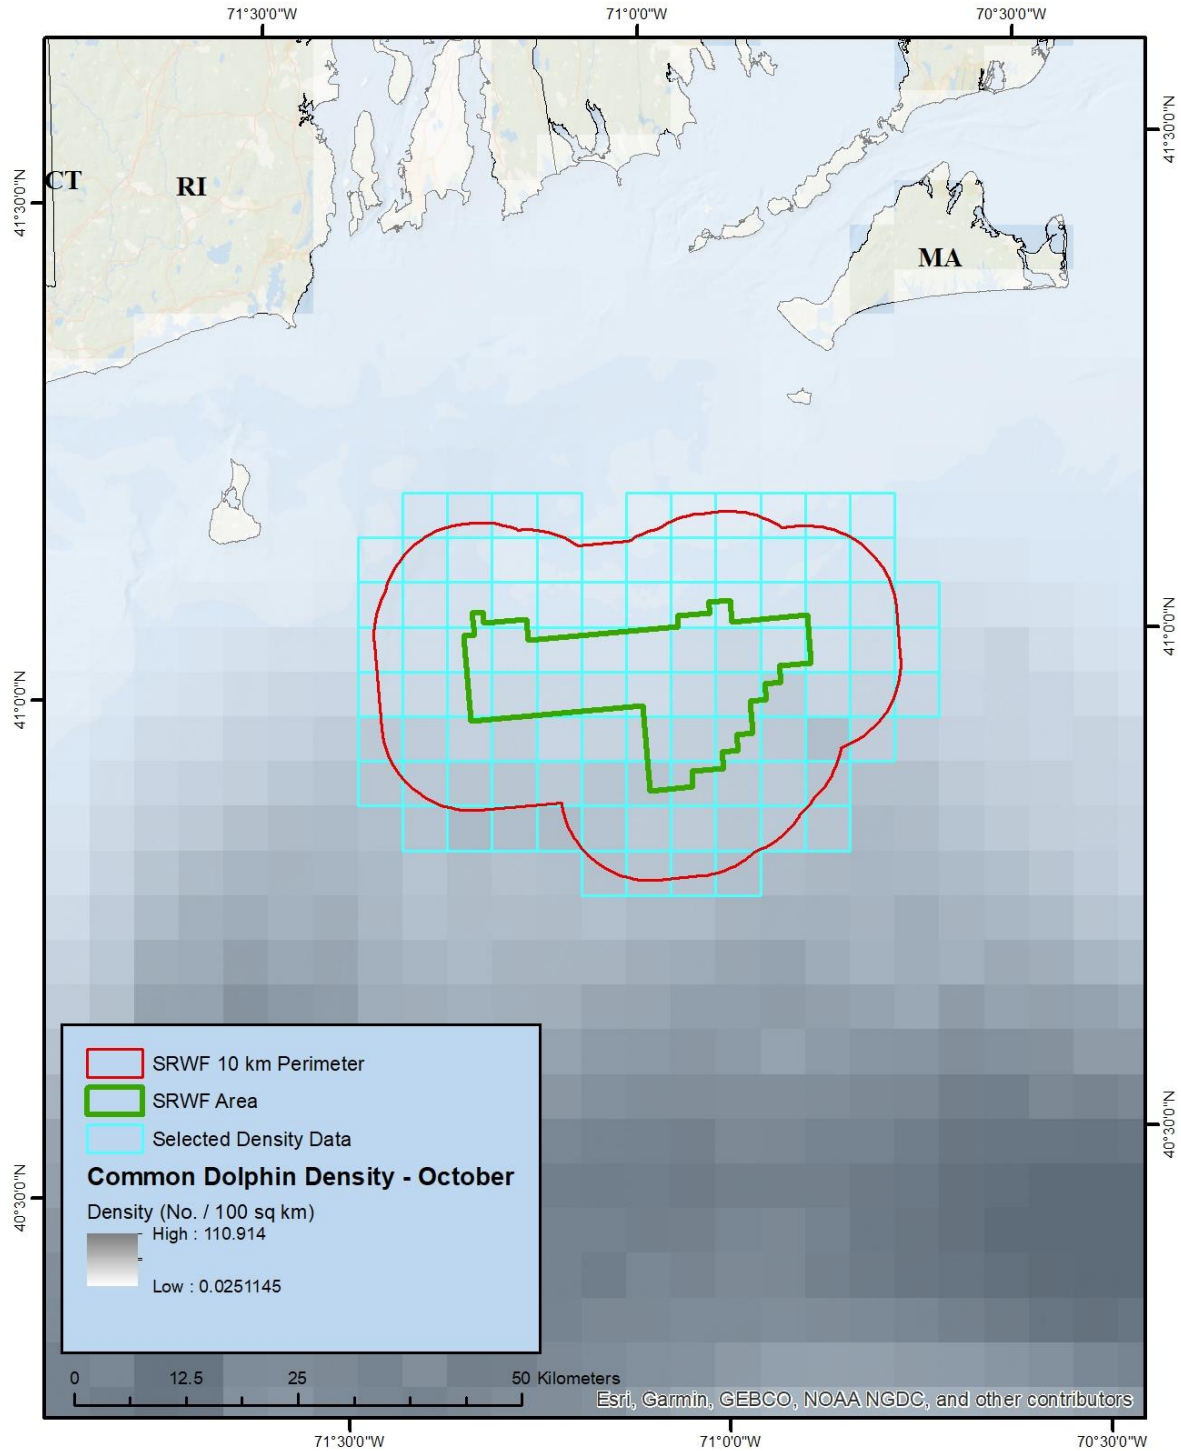 71°30'0"W
71°0'0"W
70°30'0"W
41°30'0"N
41°30'0"N
CT
RI
MA
41°0'0"N
41°0'0"N
SRWF 10 km Perimeter
SRWF Area
Selected Density Data
Common Dolphin Density - October
Density (No. / 100 sq km)
High : 110.914
Low : 0.0251145
40°30'0"N
40°30'0"N
0 12.5 25 50 Kilometers
Esri, Garmin, GEBCO, NOAA NGDC, and other contributors
71°30'0"W
71°0'0"W
70°30'0"W